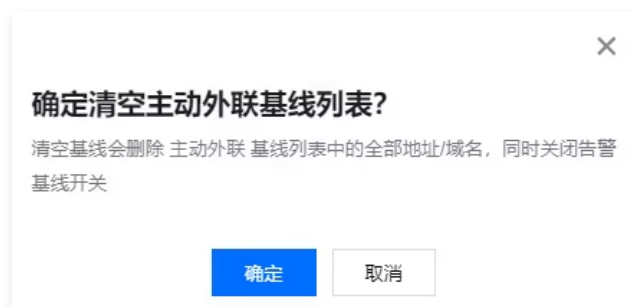 确定清空主动外联基线列表？
清空基线会删除 主动外联 基线列表中的全部地址/域名，同时关闭告警
基线开关
确定 取消